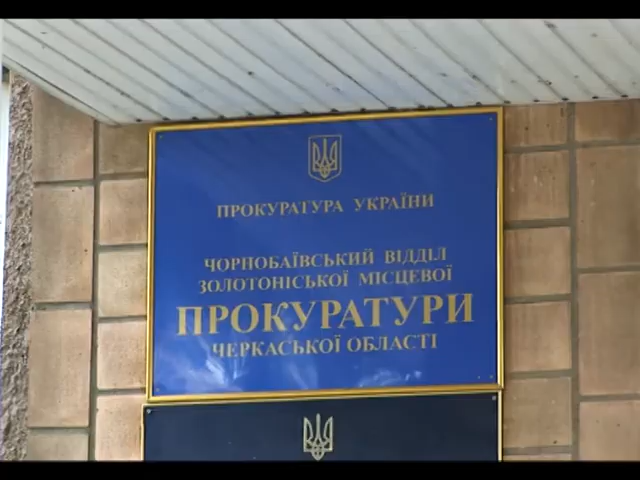 ПРОКУРАТУРА УКРАЇНИ
ЧОРНОБАЇВСЬКИЙ ВІДДІЛ
ЗОЛОТОНІСЬКОЇ МІСЦЕВОЇ
ПРОКУРАТУРИ
ЧЕРКАСЬКОЇ ОБЛАСТІ